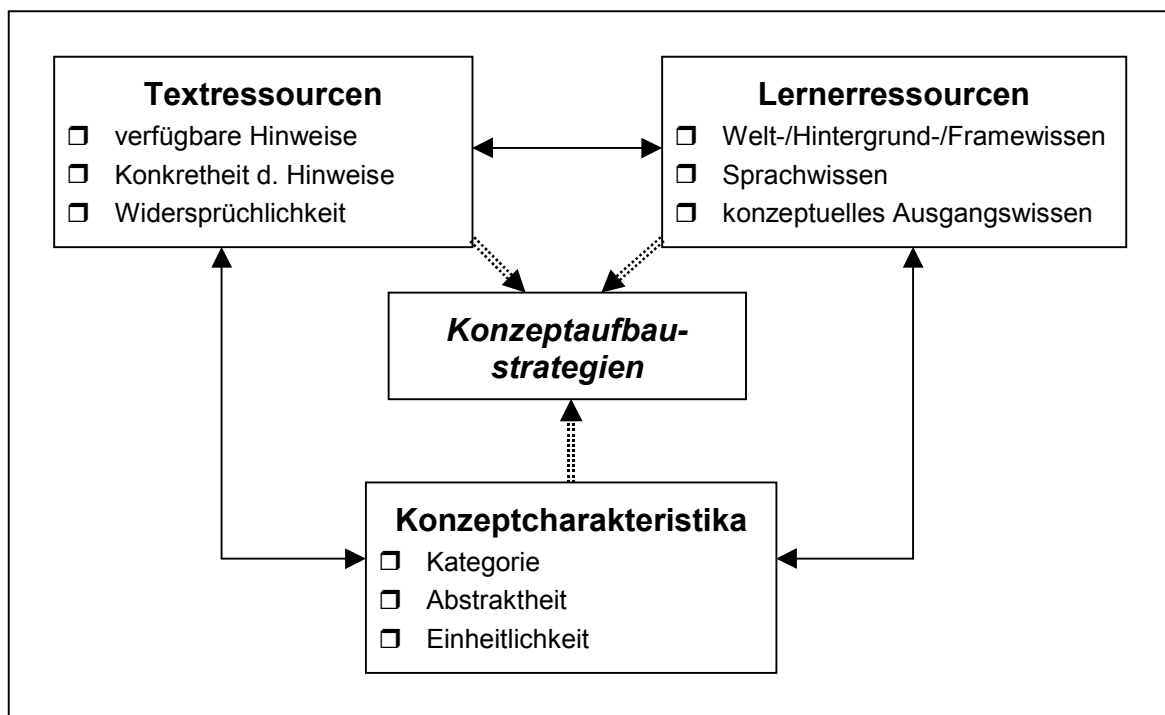 Textressourcen
❒ verfügbare Hinweise
❒ Konkretheit d. Hinweise
❒ Widersprüchlichkeit
Lernerressourcen
❒ Welt-/Hintergrund-/Framewissen
❒ Sprachwissen
❒ konzeptuelles Ausgangswissen
Konzeptaufbau-
strategien
Konzeptcharakteristika
❒ Kategorie
❒ Abstraktheit
❒ Einheitlichkeit